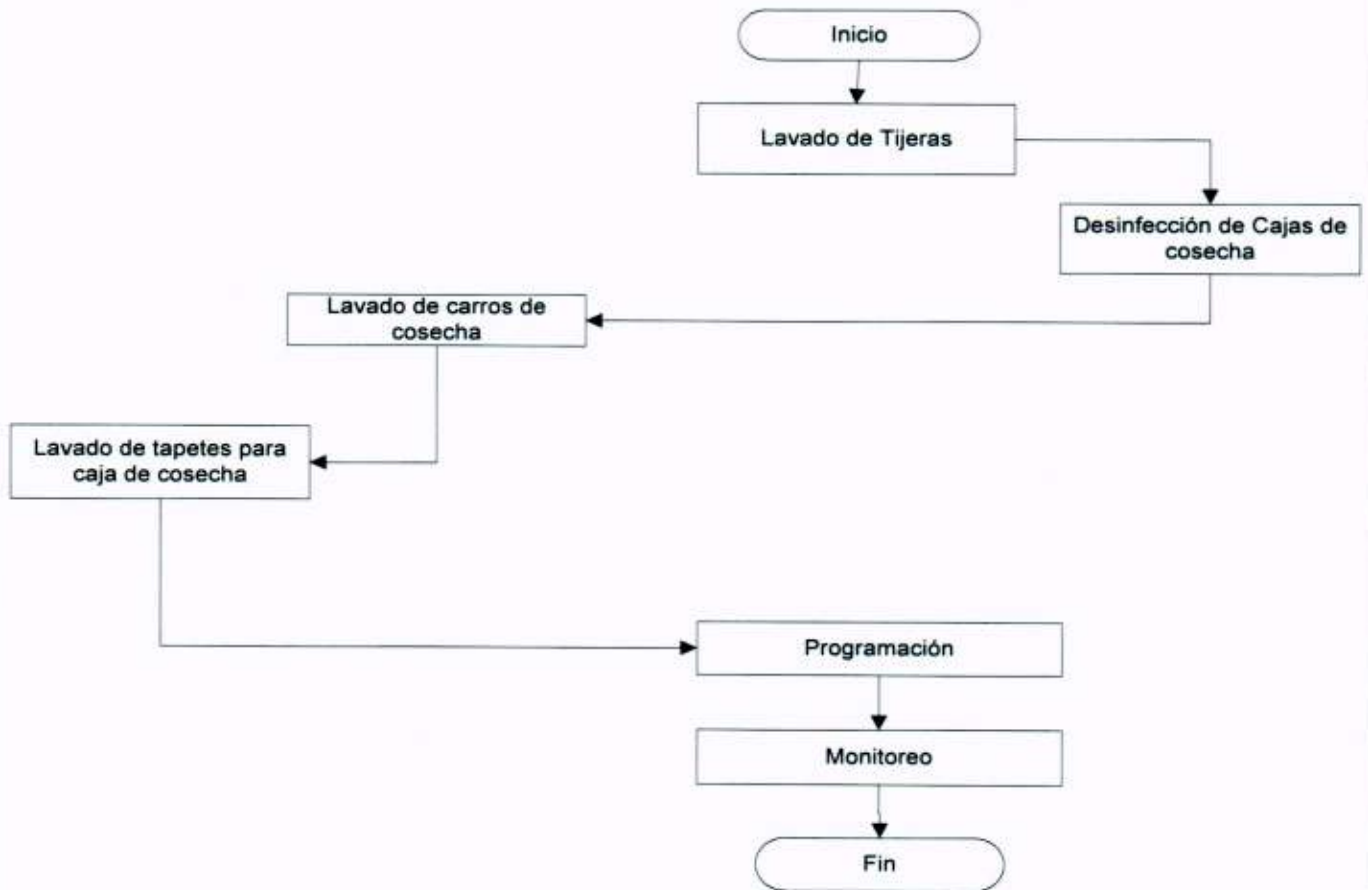 Inicio
Lavado de Tijeras
Desinfección de Cajas de
cosecha
Lavado de carros de
cosecha
Lavado de tapetes para
caja de cosecha
Programación
Monitoreo
Fin